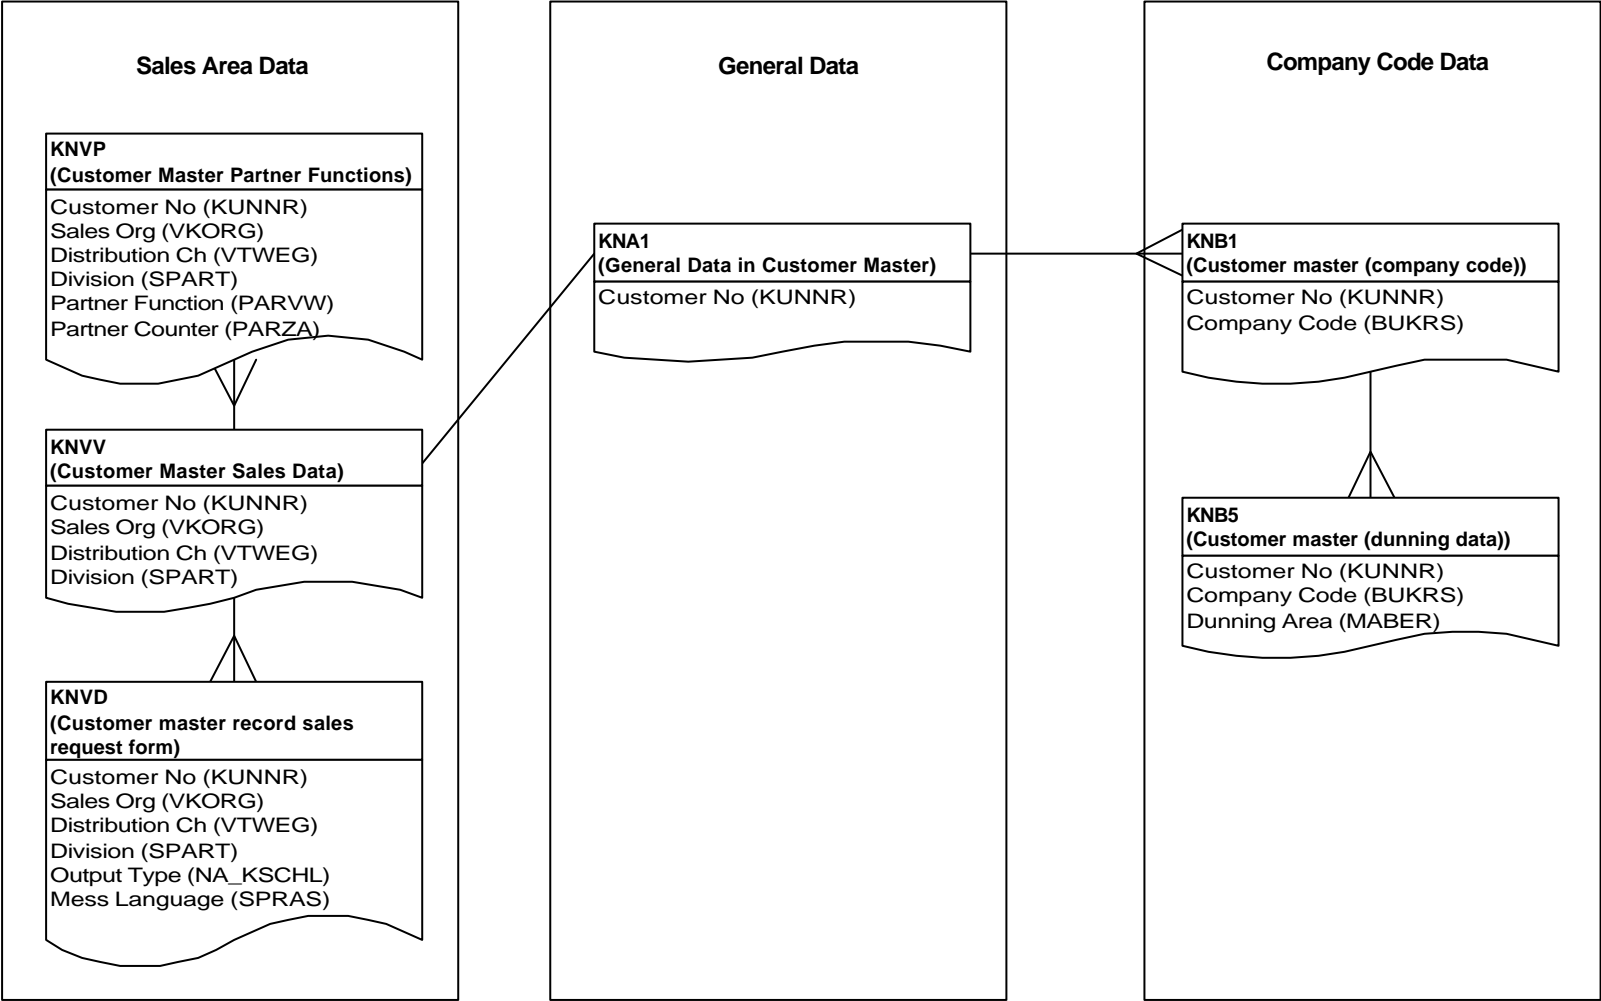 Sales Area Data
KNVP
(Customer Master Partner Functions)
Customer No (KUNNR)
Sales Org (VKORG)
Distribution Ch (VTWEG)
Division (SPART)
Partner Function (PARVW)
Partner Counter (PARZA)
KNVV
(Customer Master Sales Data)
Customer No (KUNNR)
Sales Org (VKORG)
Distribution Ch (VTWEG)
Division (SPART)
KNVD
(Customer master record sales
request form)
Customer No (KUNNR)
Sales Org (VKORG)
Distribution Ch (VTWEG)
Division (SPART)
Output Type (NA_KSCHL)
Mess Language (SPRAS)
General Data
KNA1
(General Data in Customer Master)
Customer No (KUNNR)
Company Code Data
KNB1
(Customer master (company code))
Customer No (KUNNR)
Company Code (BUKRS)
KNB5
(Customer master (dunning data))
Customer No (KUNNR)
Company Code (BUKRS)
Dunning Area (MABER)